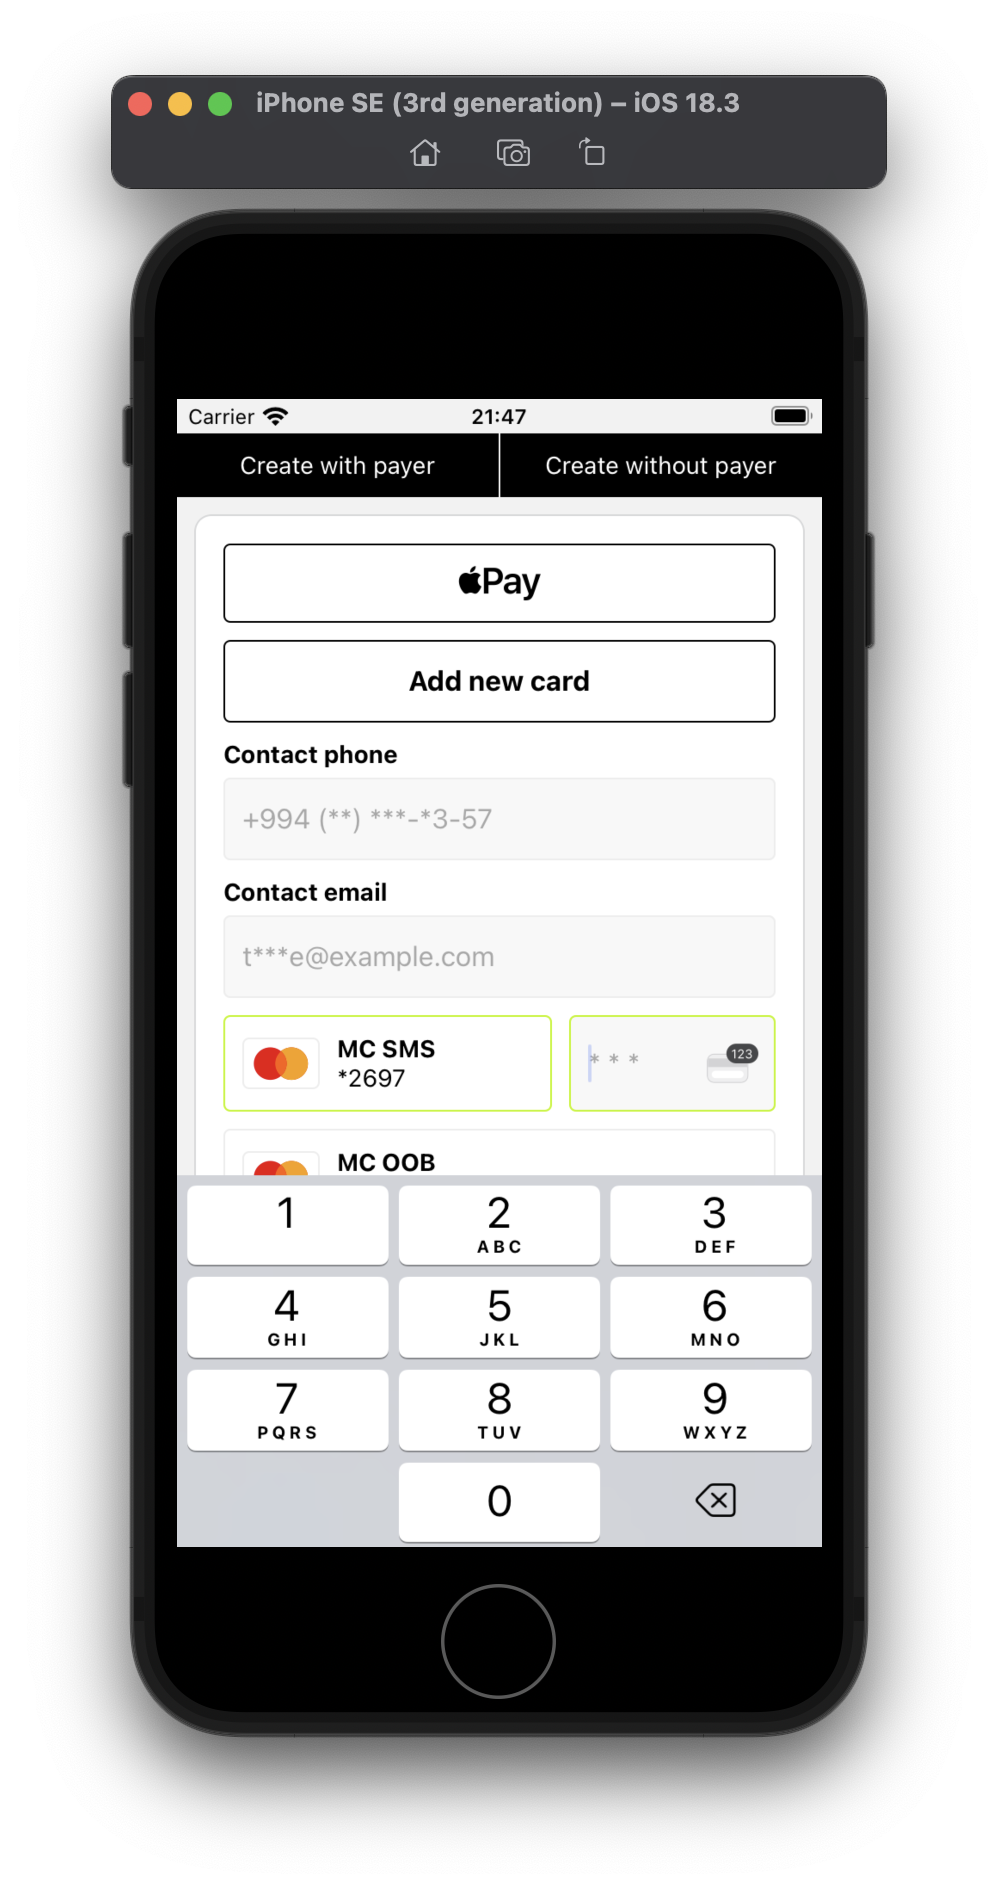 iPhone SE (3rd generation) – iOS 18.3
Carrier 21:47
Create with payer Create without payer
Pay
Add new card
Contact phone
+994 (**) ***-*3-57
Contact email
t***e@example.com
MC SMS
*2697
* * * 123
MC OOB
1 2 3
ABC DEF
4 5 6
GHI JKL MNO
7 8 9
PQRS TUV WXYZ
0